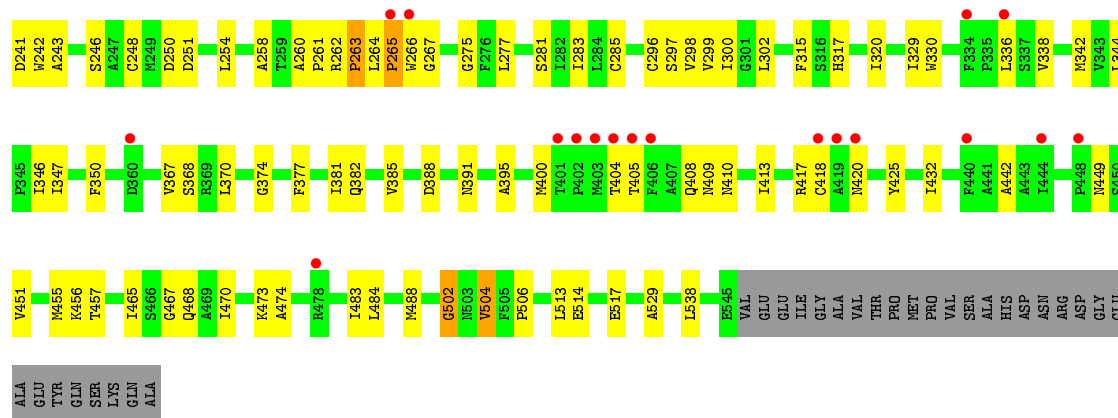 D241 W242 A243 S246 A247 C248 M249 D250 D251 L254 A258 T259 A260 P261 R262 P263 L264 P265 W266 G267 G275 F276 L277 S281 I282 I283 L284 C285 C296 S297 V298 V299 I300 G301 L302 F315 S316 H317 I320 I329 W330 F334 P335 L336 S337 V338 M342 V343 L344
P345 I346 I347 F350 D360 V367 S368 R369 L370 G374 F377 I381 Q382 V385 D388 N391 A395 M400 T401 P402 M403 T404 T405 F406 A407 Q408 N409 N410 I413 R417 C418 A419 N420 Y425 I432 F440 A441 A442 A443 I444 P448 N449 S450
V451 M455 K456 T457 I465 S466 G467 Q468 A469 I470 K473 A474 R478 I483 L484 M488 G502 N503 V504 F505 P506 L513 E514 E517 A529 L538 E545 VAL GLU GLU ILE GLY ALA VAL THR PRO MET PRO VAL SER ALA HIS ASP ASN ARG ASP GLY
ALA GLU TYR GLN SER LYS GLN ALA